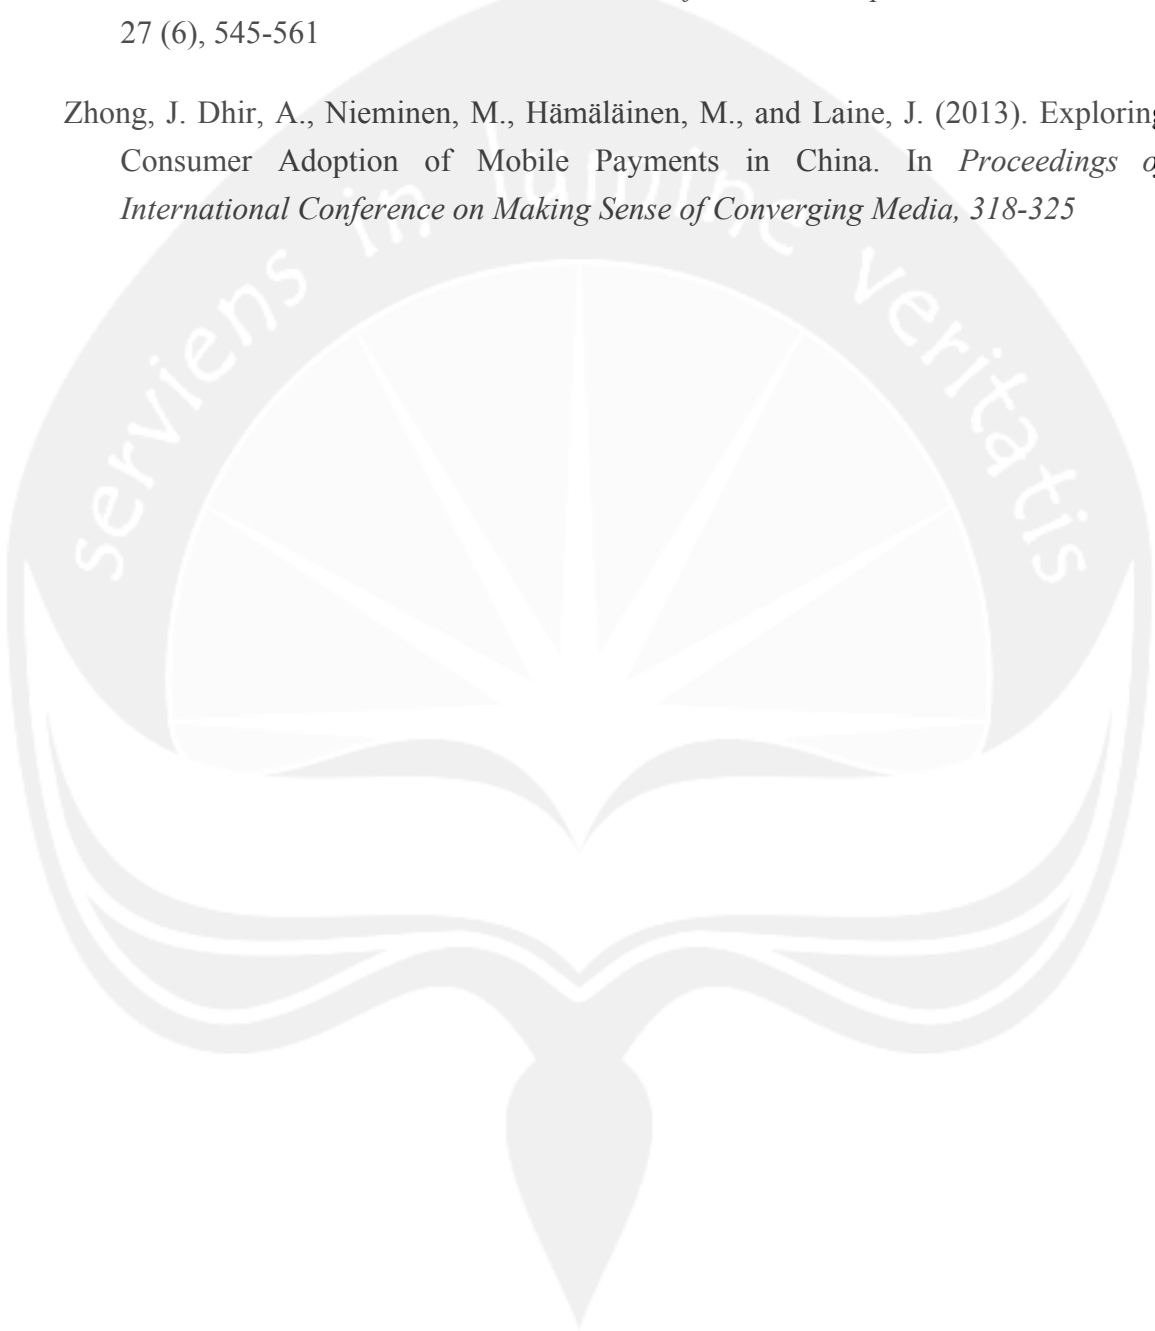 27 (6), 545-561
Zhong, J. Dhir, A., Nieminen, M., Hämäläinen, M., and Laine, J. (2013). Exploring
Consumer Adoption of Mobile Payments in China. In Proceedings of
International Conference on Making Sense of Converging Media, 318-325
serviens in lumine veritatis